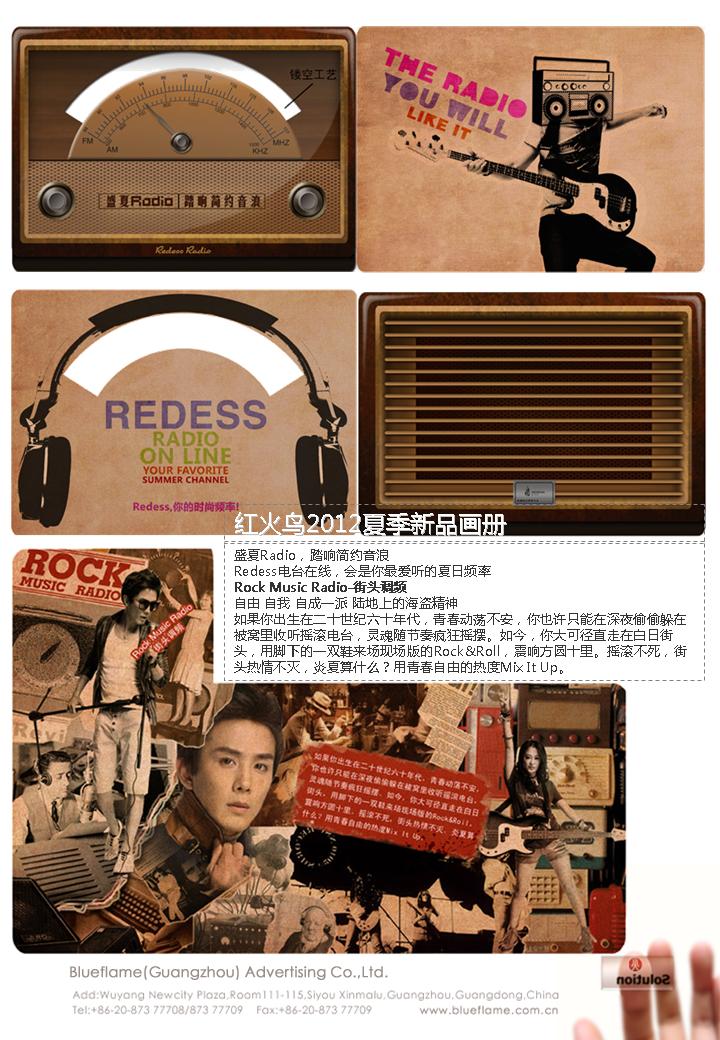 镂空工艺
FM
AM
MHZ
KHZ
盛夏Radio|踏响简约音浪
Redess Radio
THE RADIO
YOU WILL
LIKE IT
REDESS
RADIO
ON LINE
YOUR FAVORITE
SUMMER CHANNEL
Redess,你的时尚频率!
红火鸟2012夏季新品画册
盛夏Radio，踏响简约音浪
Redess电台在线，会是你最爱听的夏日频率
Rock Music Radio-街头调频
自由 自我 自成一派 陆地上的海盗精神
如果你出生在二十世纪六十年代，青春动荡不安，你也许只能在深夜偷偷躲在
被窝里收听摇滚电台，灵魂随节奏疯狂摇摆。如今，你大可径直走在白日街
头，用脚下的一双鞋来场现场版的Rock&Roll，震响方圆十里。摇滚不死，街
头热情不灭，炎夏算什么？用青春自由的热度Mix It Up。
ROCK
MUSIC RADIO
Rock Music Radio
街头调频
如果你出生在二十世纪六十年代，青春动荡不安，
你也许只能在深夜偷偷躲在被窝里收听摇滚电台，
灵魂随节奏疯狂摇摆。如今，你大可径直走在白日
街头，用脚下的一双鞋来场现场版的Rock&Roll，
震响方圆十里。摇滚不死，街头热情不灭，炎夏算
什么？用青春自由的热度Mix It Up。
Blueflame(Guangzhou) Advertising Co.,Ltd.
Add:Wuyang Newcity Plaza,Room111-115,Siyou Xinmalu,Guangzhou,Guangdong,China
Tel:+86-20-873 77708/873 77709 Fax:+86-20-873 77709 www.blueflame.com.cn
Solution